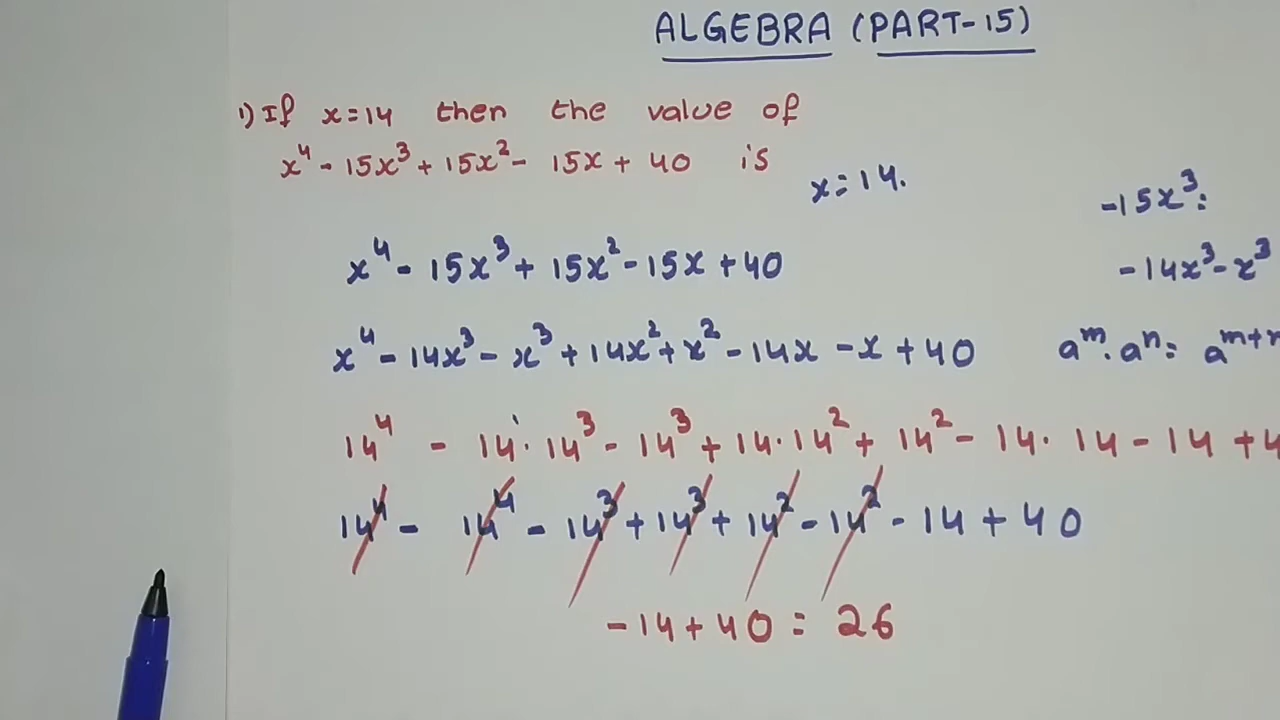 ALGEBRA (PART-15)
1) If x=14 then the value of
x⁴ - 15x³ + 15x² - 15x + 40 is
x=14.
-15x³=
x⁴ - 15x³ + 15x² - 15x + 40
-14x³ - x³
x⁴ - 14x³ - x³ + 14x² + x² - 14x - x + 40
aᵐ . aⁿ = aᵐ⁺ⁿ
14⁴ - 14 . 14³ - 14³ + 14 . 14² + 14² - 14 . 14 - 14 + 4
14⁴ - 14⁴ - 14³ + 14³ + 14² - 14² - 14 + 40
-14 + 40 = 26